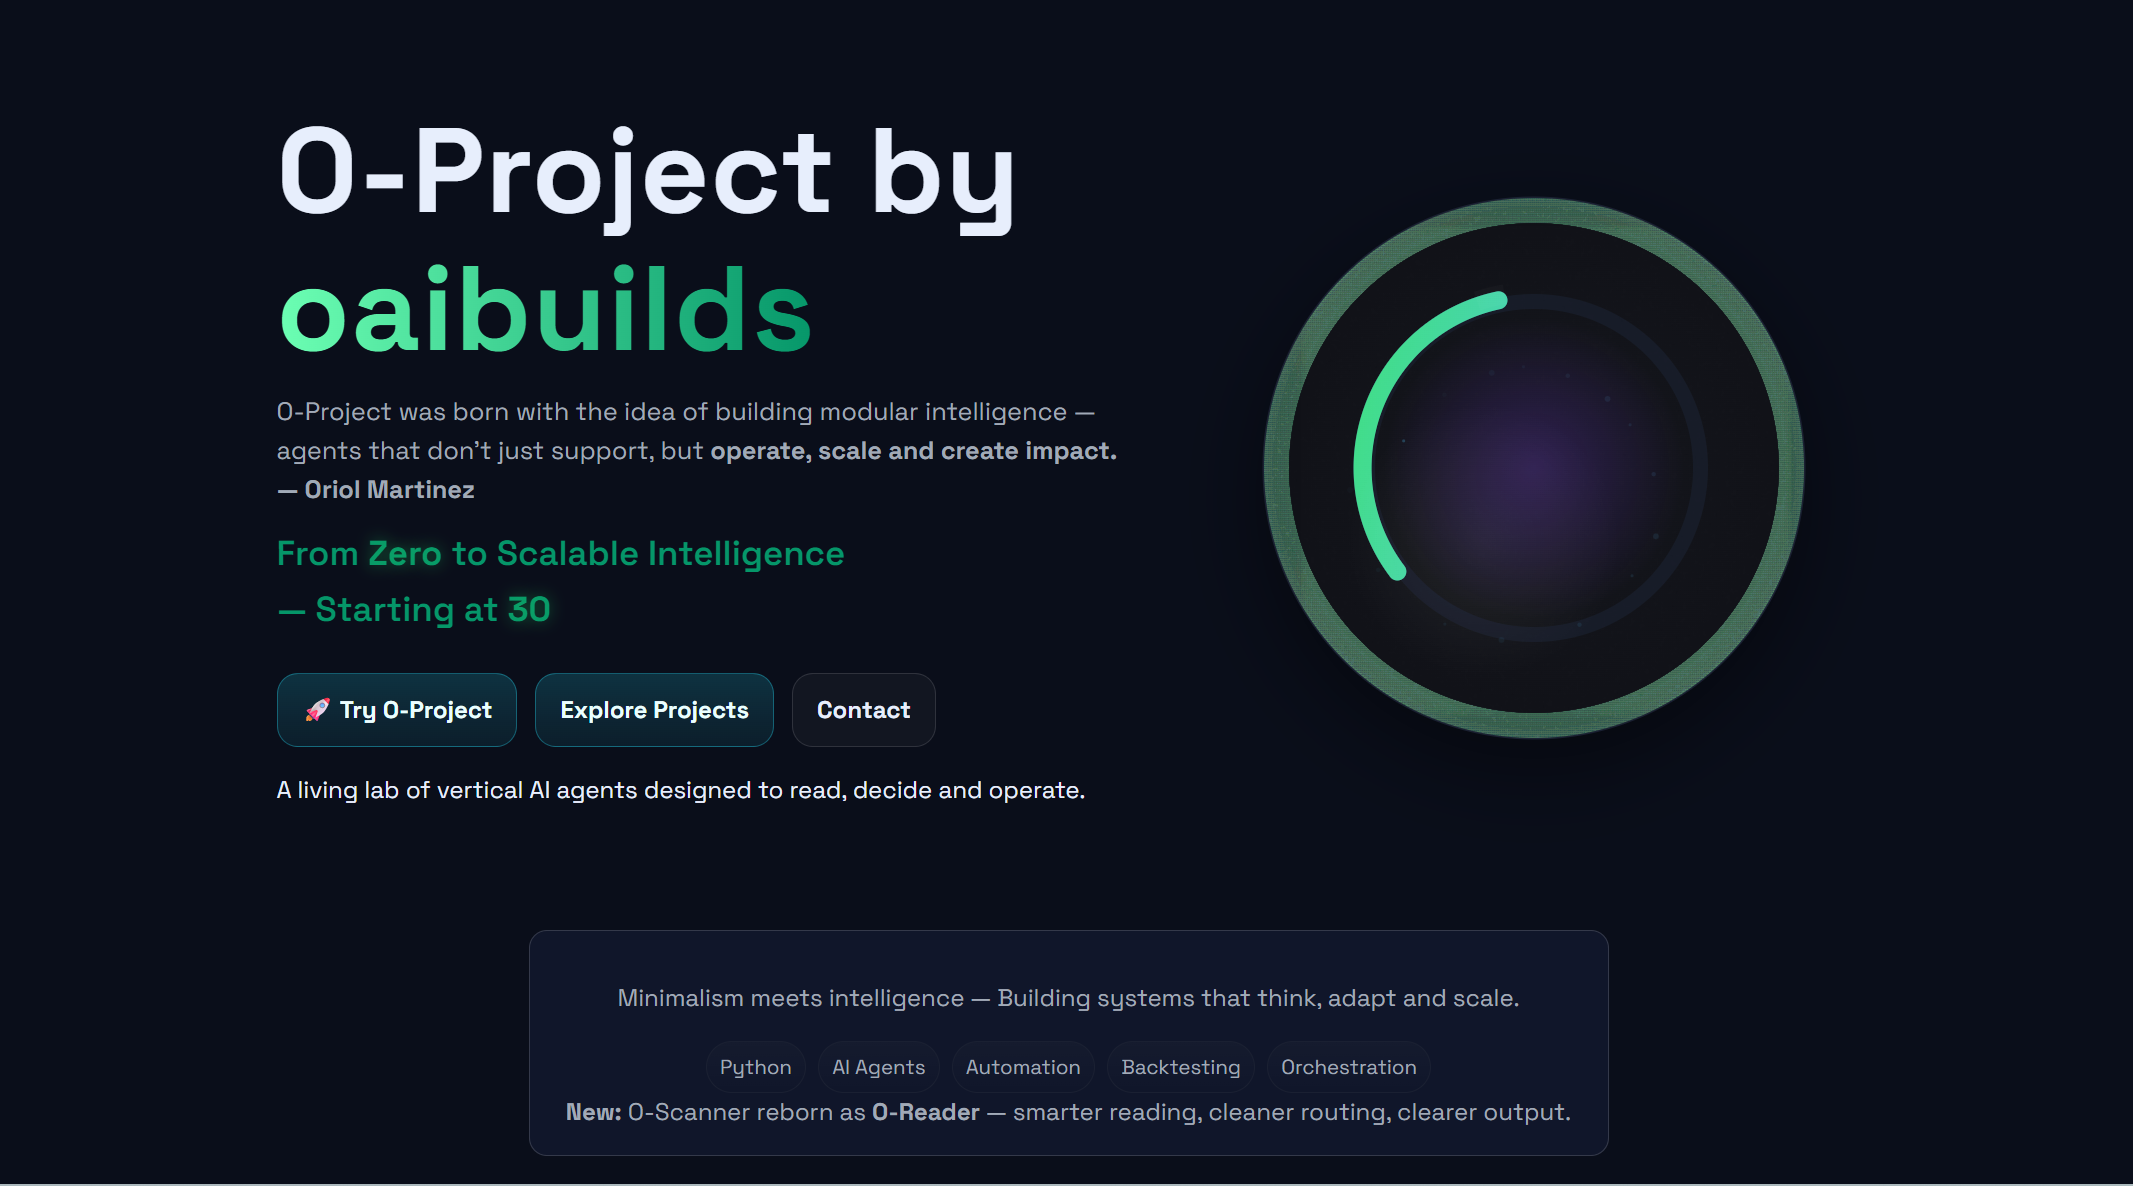 O-Project by
oaibuilds
O-Project was born with the idea of building modular intelligence —
agents that don’t just support, but operate, scale and create impact.
— Oriol Martinez
From Zero to Scalable Intelligence
— Starting at 30
🚀 Try O-Project
Explore Projects
Contact
A living lab of vertical AI agents designed to read, decide and operate.
Minimalism meets intelligence — Building systems that think, adapt and scale.
Python
AI Agents
Automation
Backtesting
Orchestration
New: O-Scanner reborn as O-Reader — smarter reading, cleaner routing, clearer output.